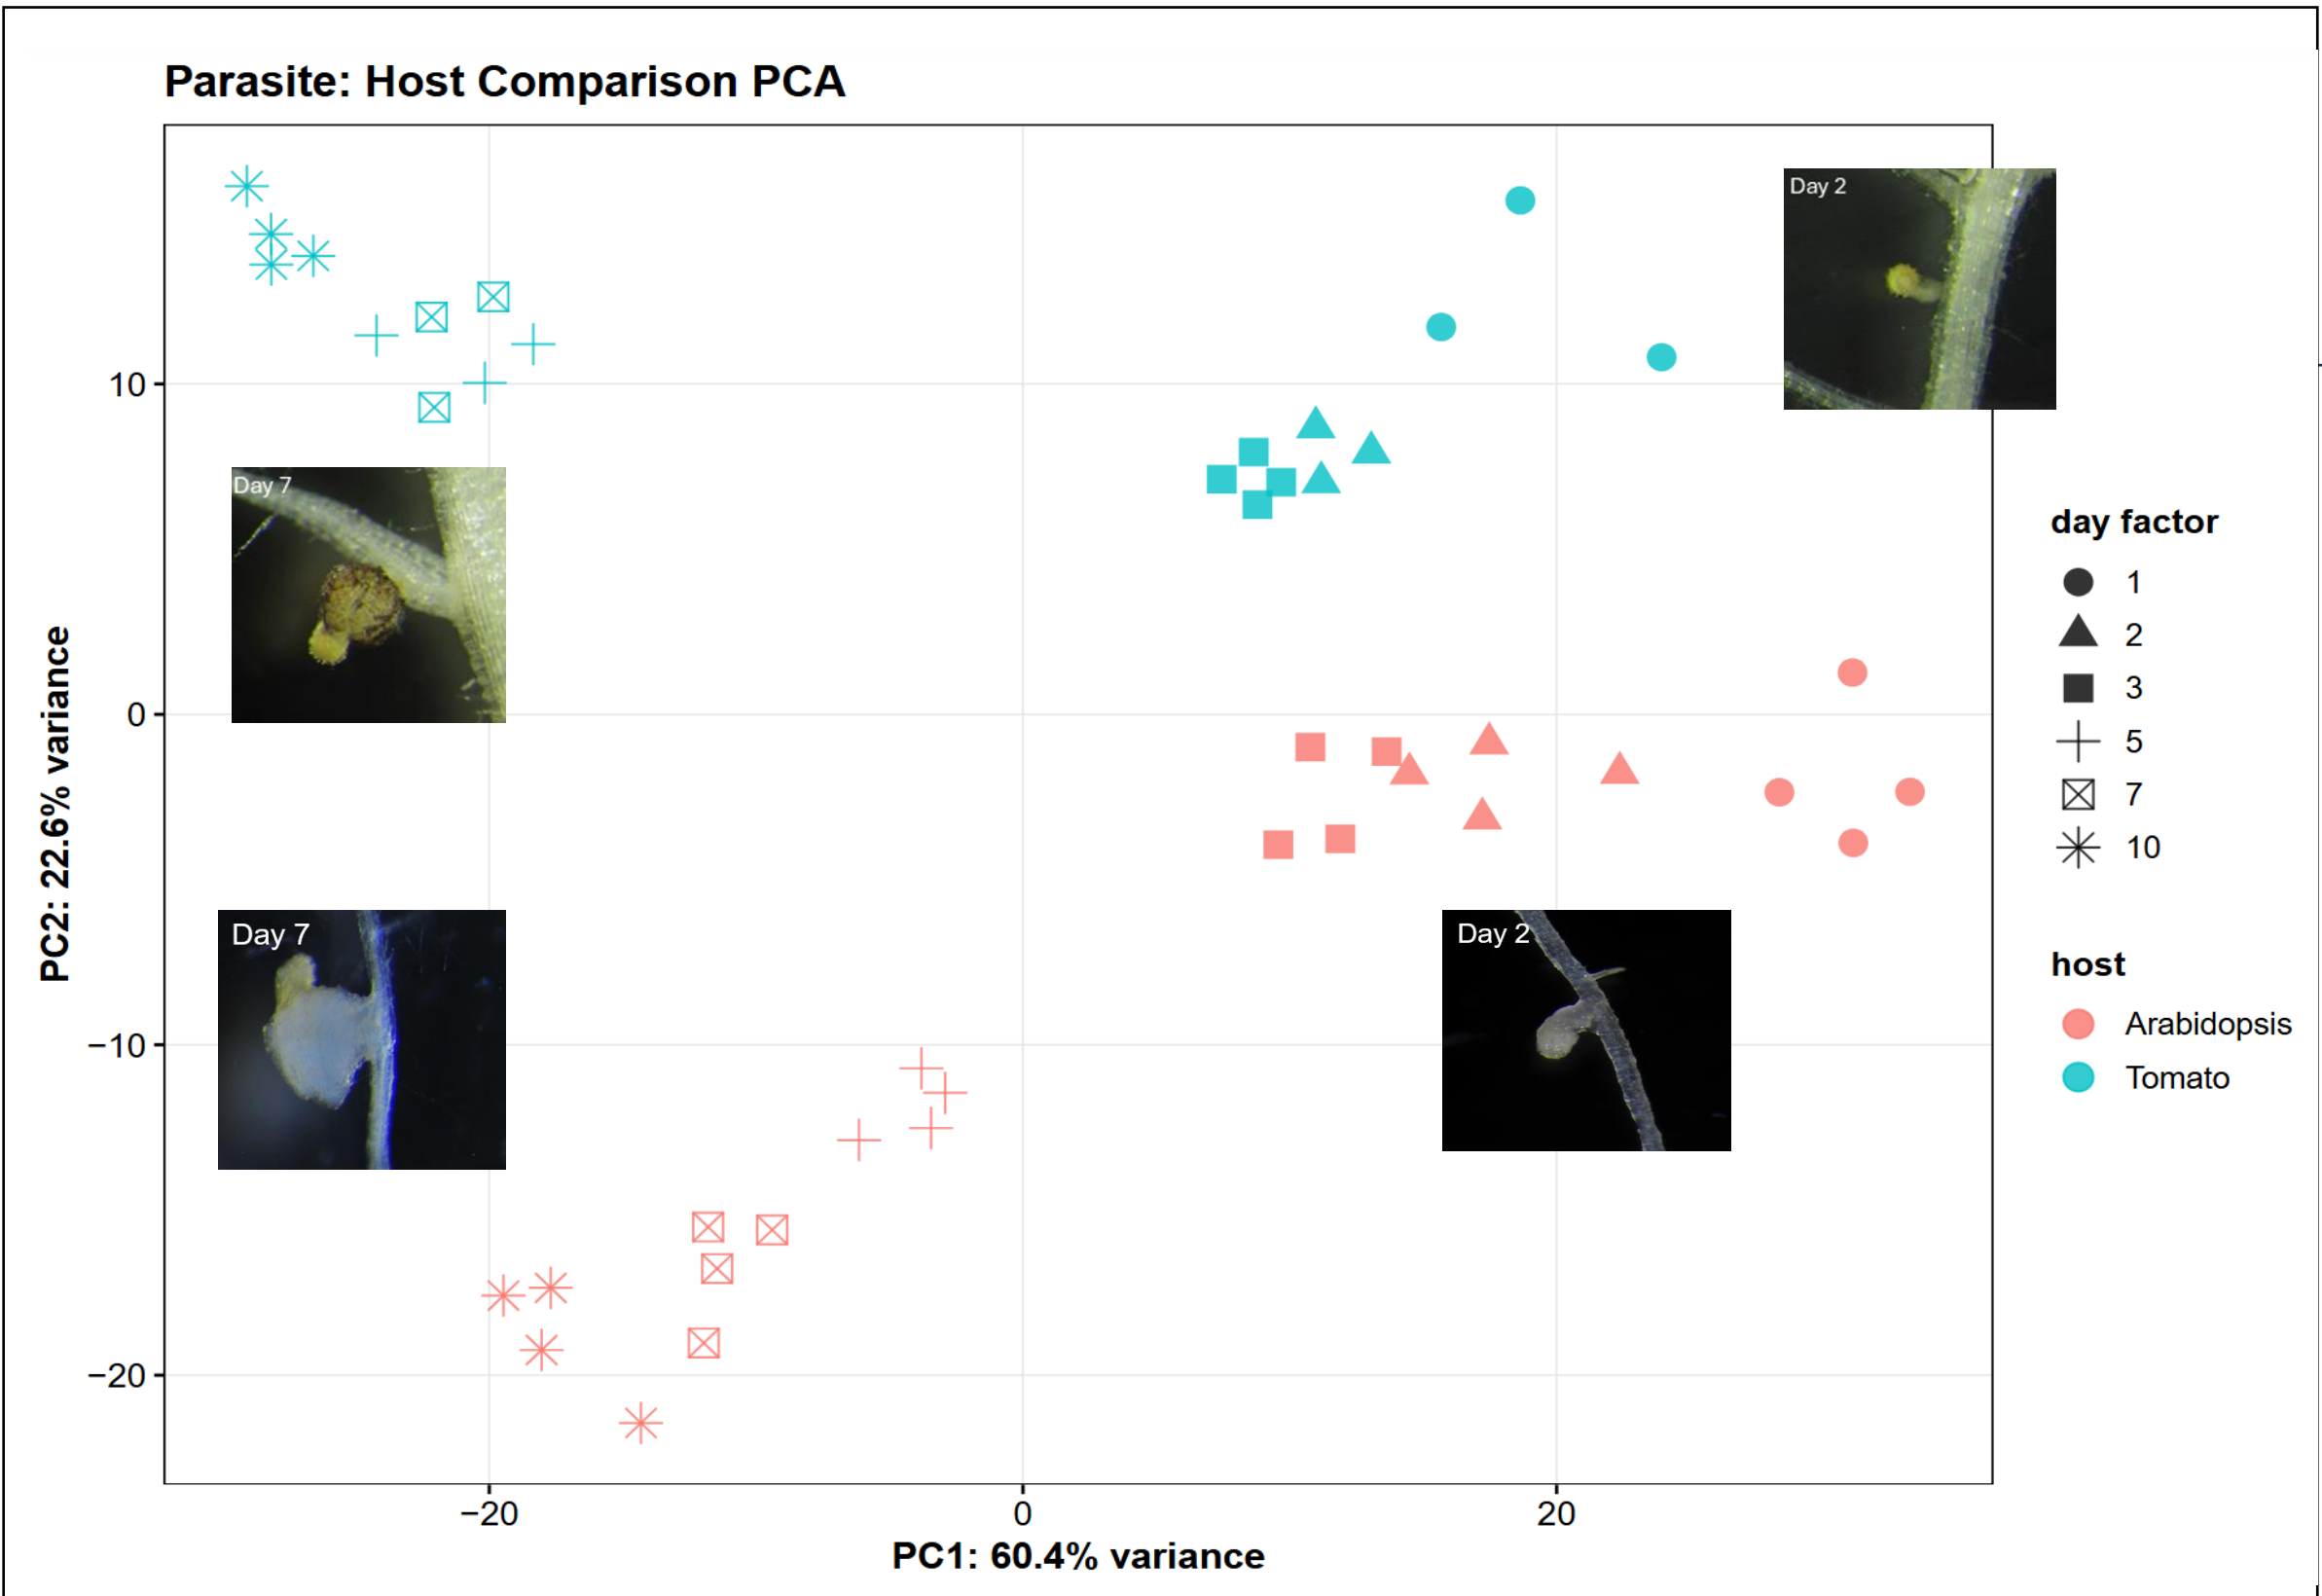 Parasite: Host Comparison PCA
Day 2
Day 7
Day 7
Day 2
10
0
−10
−20
PC2: 22.6% variance
−20
0
20
PC1: 60.4% variance
day factor
1
2
3
5
7
10
host
Arabidopsis
Tomato